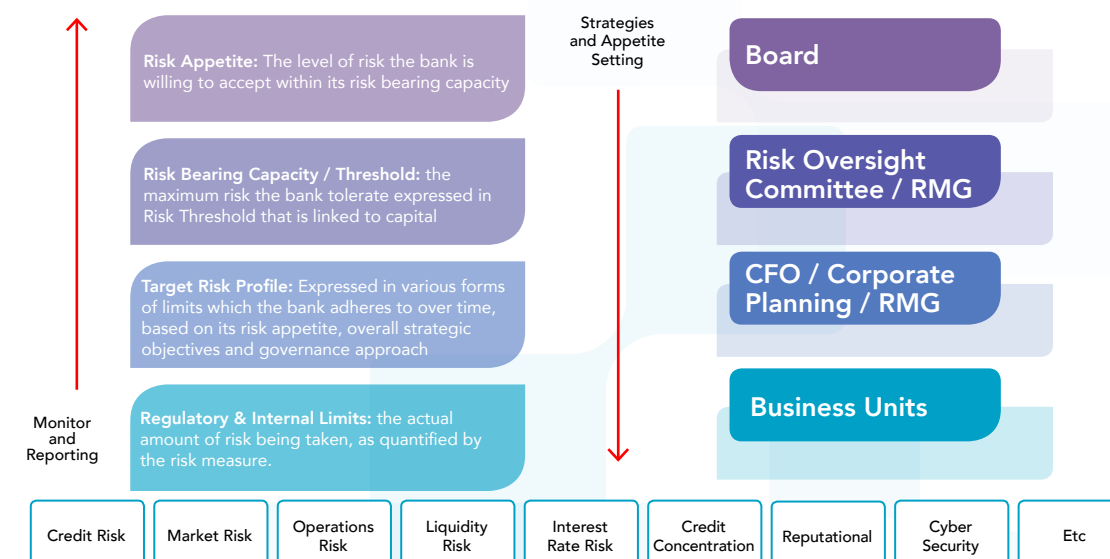 Risk Appetite: The level of risk the bank is
willing to accept within its risk bearing capacity
Risk Bearing Capacity / Threshold: the
maximum risk the bank tolerate expressed in
Risk Threshold that is linked to capital
Target Risk Profile: Expressed in various forms
of limits which the bank adheres to over time,
based on its risk appetite, overall strategic
objectives and governance approach
Regulatory & Internal Limits: the actual
amount of risk being taken, as quantified by
the risk measure.
Monitor
and
Reporting
Strategies
and Appetite
Setting
Board
Risk Oversight
Committee / RMG
CFO / Corporate
Planning / RMG
Business Units
Credit Risk
Market Risk
Operations
Risk
Liquidity
Risk
Interest
Rate Risk
Credit
Concentration
Reputational
Cyber
Security
Etc